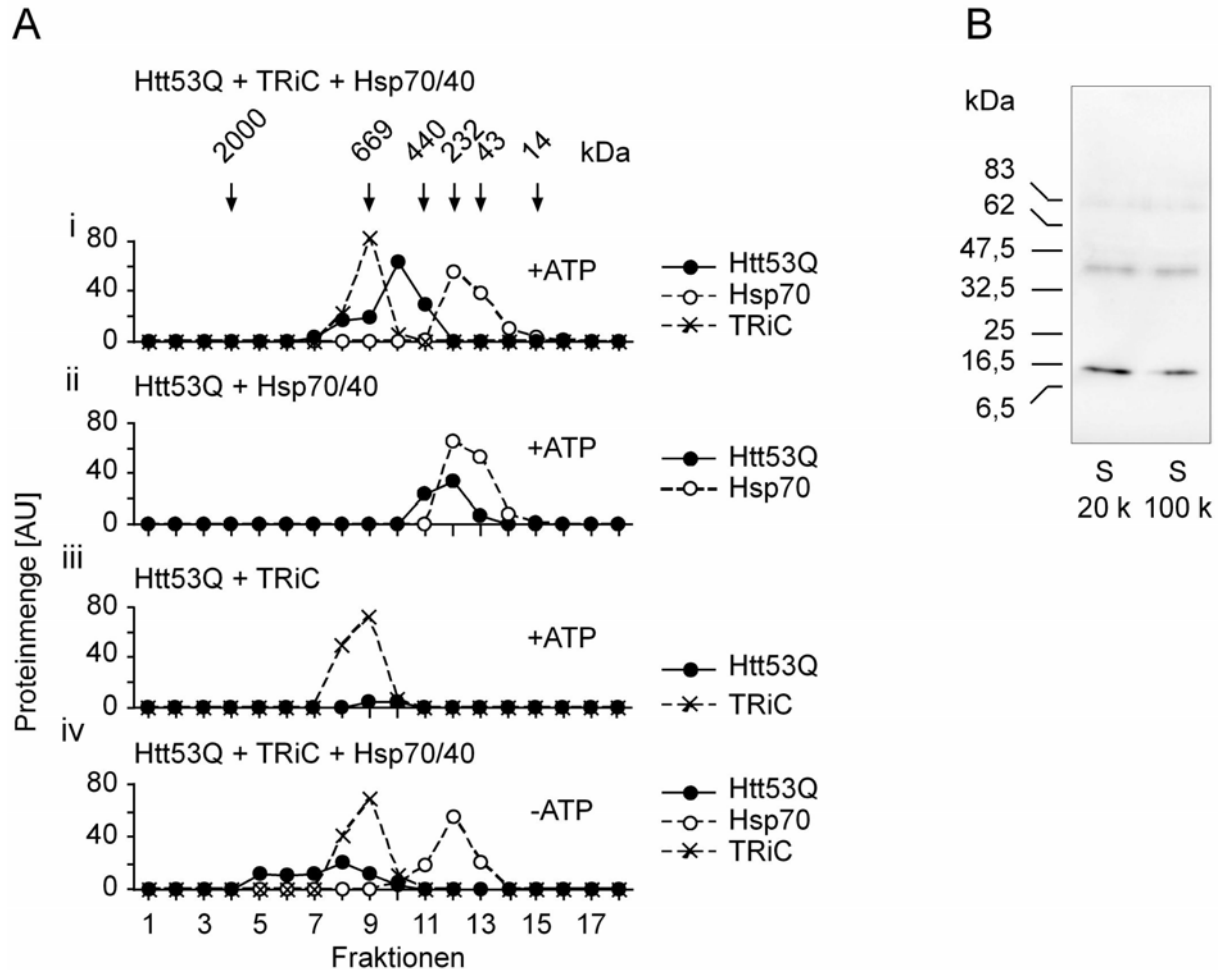 A
Htt53Q + TRiC + Hsp70/40
2000 669 440 232 43 14 kDa
i
80
40
0
+ATP
Htt53Q
Hsp70
TRiC
ii
Htt53Q + Hsp70/40
80
40
0
+ATP
Htt53Q
Hsp70
iii
Htt53Q + TRiC
80
40
0
+ATP
Htt53Q
TRiC
iv
Htt53Q + TRiC + Hsp70/40
80
40
0
-ATP
Htt53Q
Hsp70
TRiC
1 3 5 7 9 11 13 15 17
Fraktionen
Proteinmenge [AU]
B
kDa
83
62
47,5
32,5
25
16,5
6,5
S S
20 k 100 k